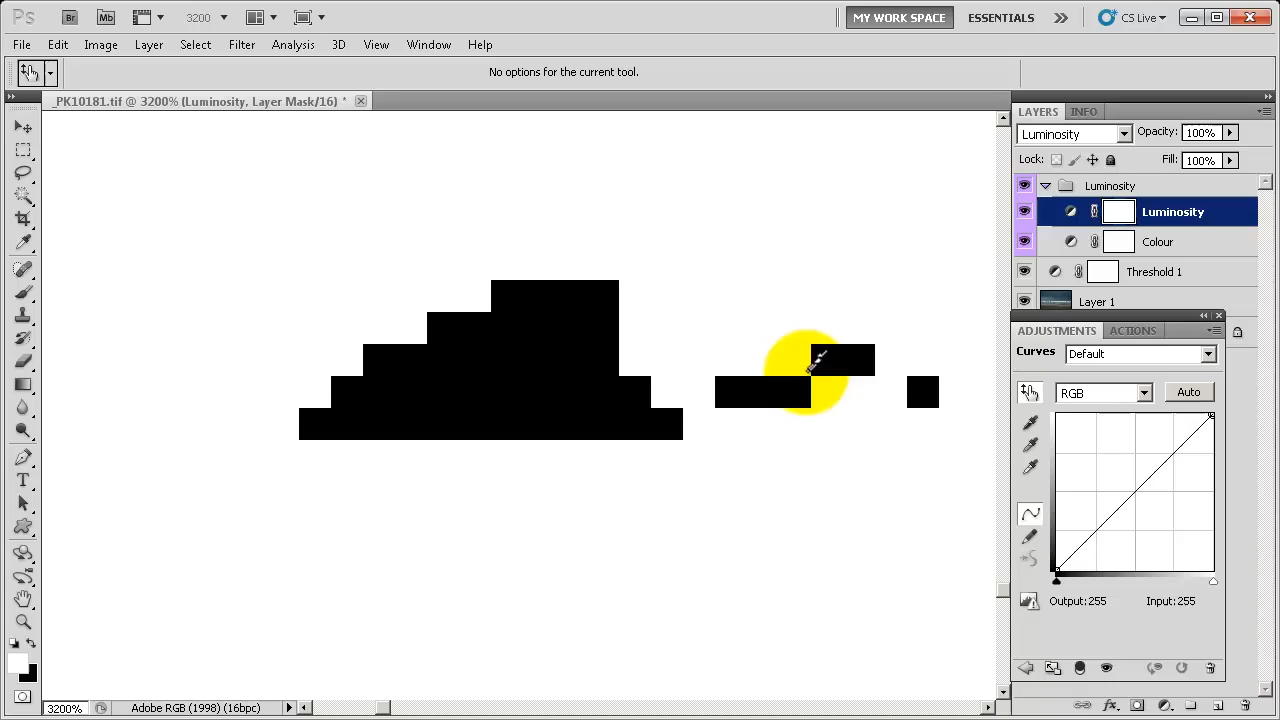 Ps Br Mb 3200 MY WORK SPACE ESSENTIALS CS Live
File Edit Image Layer Select Filter Analysis 3D View Window Help
No options for the current tool.
_PK10181.tif @ 3200% (Luminosity, Layer Mask/16) *
LAYERS INFO
Luminosity Opacity: 100%
Lock: Fill: 100%
Luminosity
Luminosity
Colour
Threshold 1
Layer 1
ADJUSTMENTS ACTIONS
Curves Default
RGB Auto
Output: 255 Input: 255
3200% Adobe RGB (1998) (16bpc)